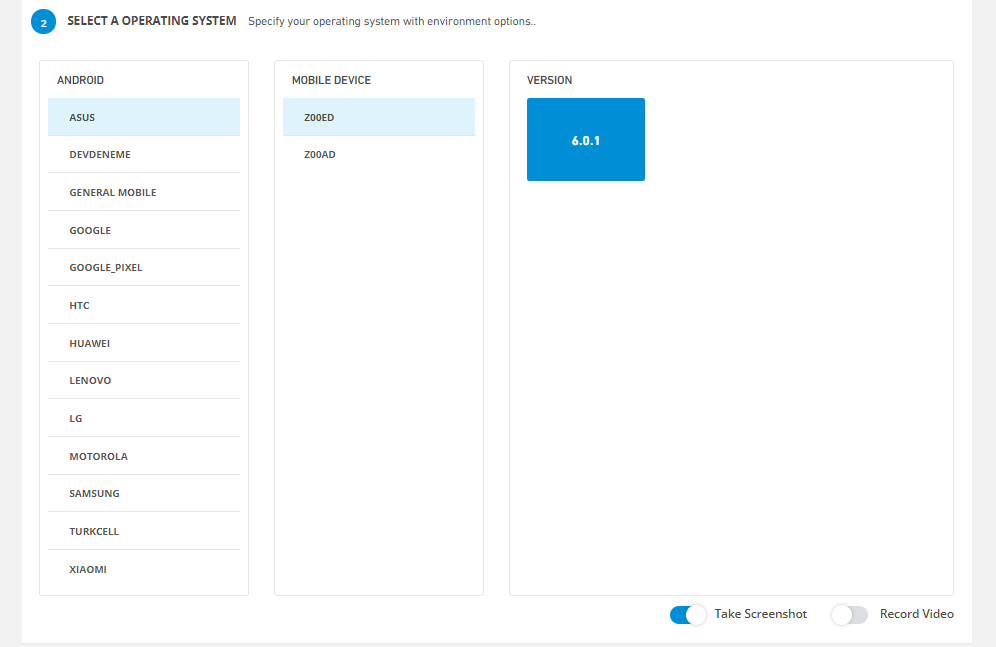 2 SELECT A OPERATING SYSTEM Specify your operating system with environment options..
ANDROID
ASUS
DEVDENEME
GENERAL MOBILE
GOOGLE
GOOGLE_PIXEL
HTC
HUAWEI
LENOVO
LG
MOTOROLA
SAMSUNG
TURKCELL
XIAOMI
MOBILE DEVICE
Z00ED
Z00AD
VERSION
6.0.1
Take Screenshot Record Video